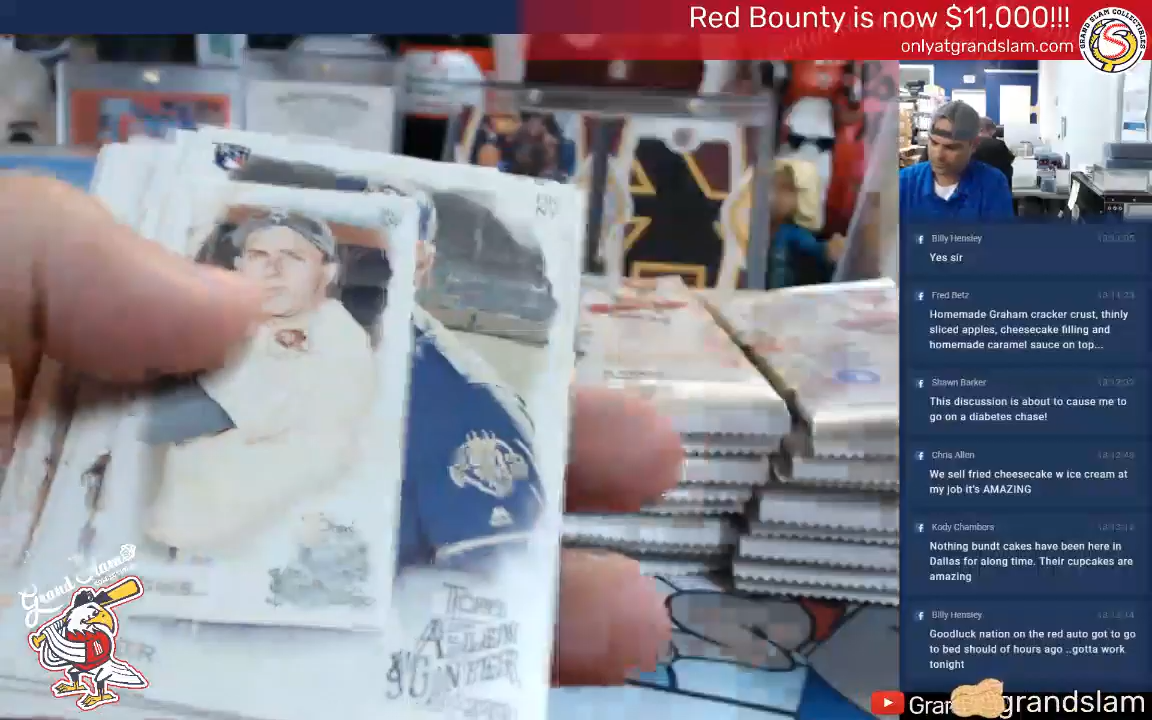 Red Bounty is now $11,000!!!
onlyatgrandslam.com
GRAND SLAM COLLECTIBLES
S
Billy Hensley
Yes sir
Fred Betz
Homemade Graham cracker crust, thinly
sliced apples, cheesecake filling and
homemade caramel sauce on top...
Shawn Barker
This discussion is about to cause me to
go on a diabetes chase!
Chris Allen
We sell fried cheesecake w ice cream at
my job it's AMAZING
Kody Chambers
Nothing bundt cakes have been here in
Dallas for along time. Their cupcakes are
amazing
Billy Hensley
Goodluck nation on the red auto got to go
to bed should of hours ago ..gotta work
tonight
Topps
Allen
& Ginter
Grand Slam
grandslam